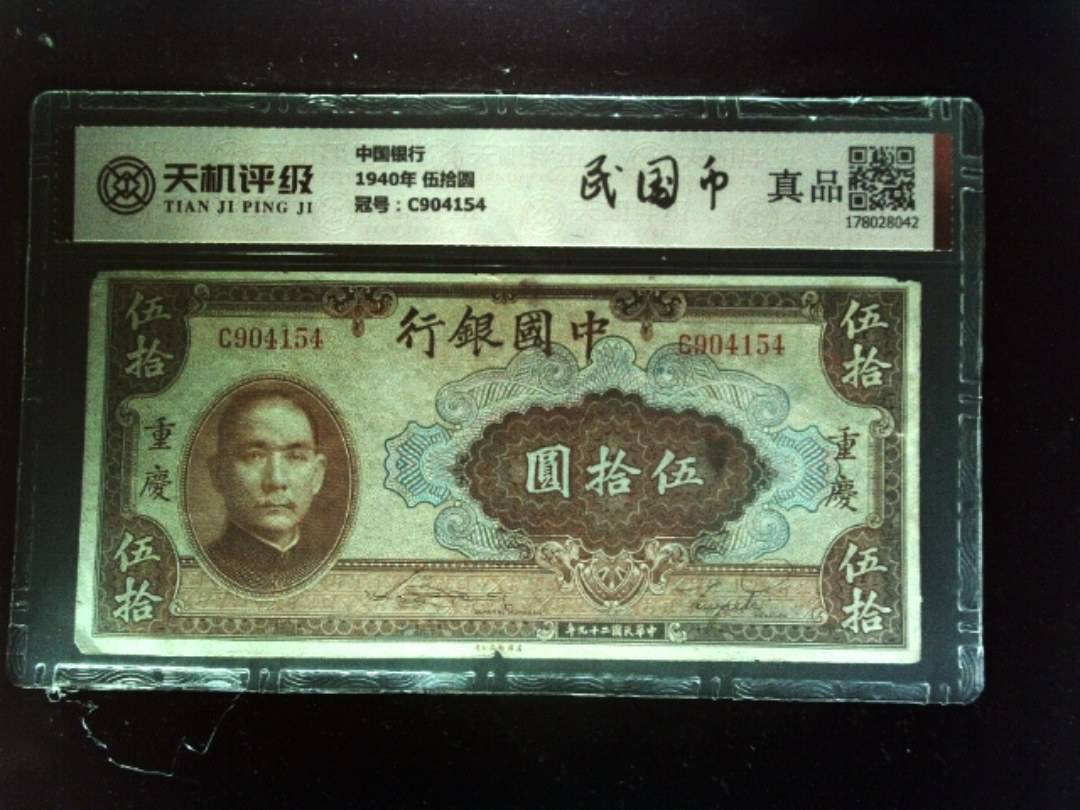 天机评级
TIAN JI PING JI
中国银行
1940年 伍拾圆
冠号：C904154
民国币
真品
178028042
伍拾
C904154
行銀國中
C904154
伍拾
重慶
圓拾伍
重慶
伍拾
伍拾
年九十二國民華中